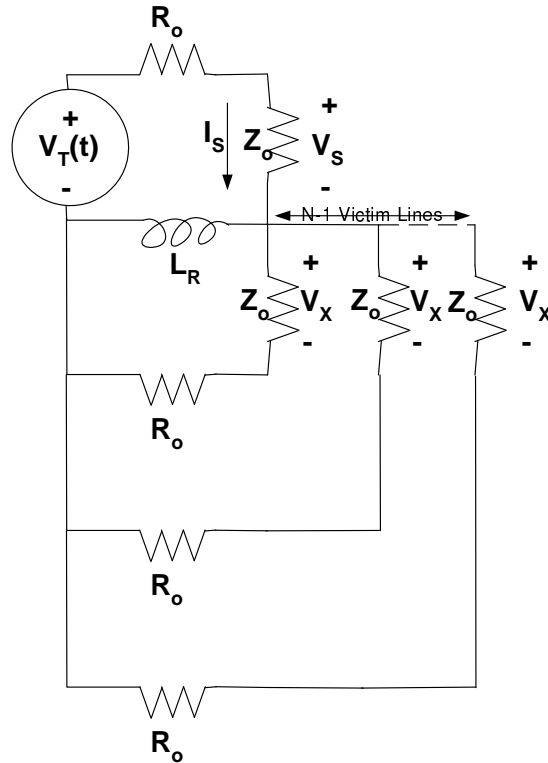 R_o
+
V_T(t)
-
I_S
Z_o
+
V_S
-
N-1 Victim Lines
L_R
Z_o
+
V_X
-
Z_o
+
V_X
-
Z_o
+
V_X
-
R_o
R_o
R_o